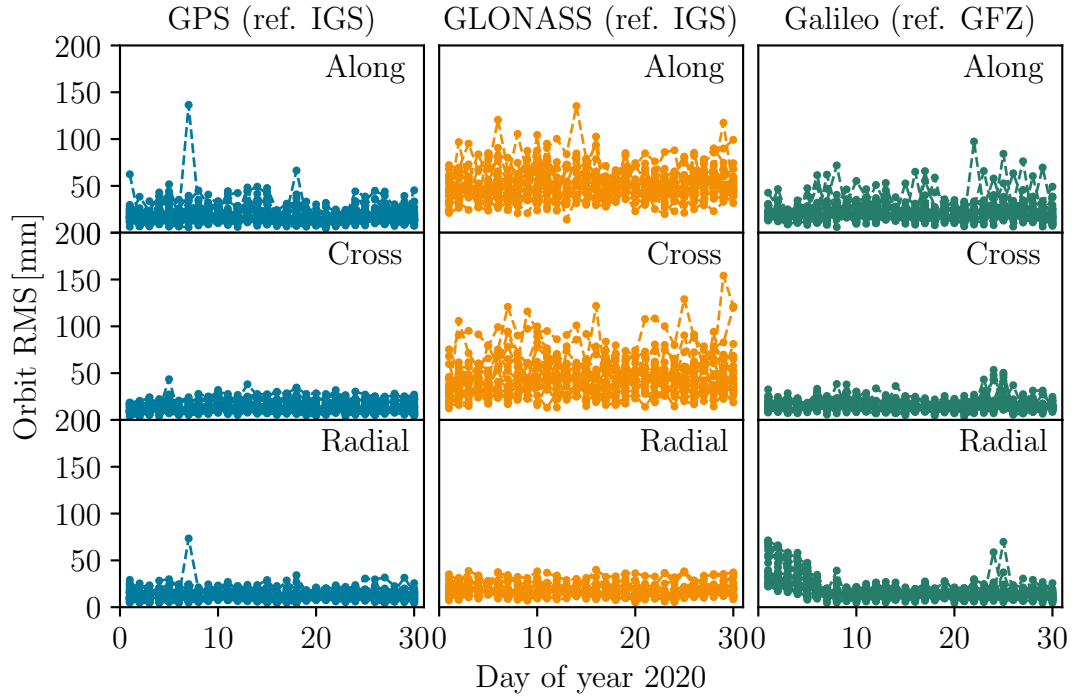 GPS (ref. IGS) GLONASS (ref. IGS) Galileo (ref. GFZ)
200
150
100
50
Along Along Along
200
0
150
100
50
Cross Cross Cross
200
0
150
100
50
0
Radial Radial Radial
Orbit RMS [mm]
0 10 20 30 0 10 20 30 0 10 20 30
Day of year 2020